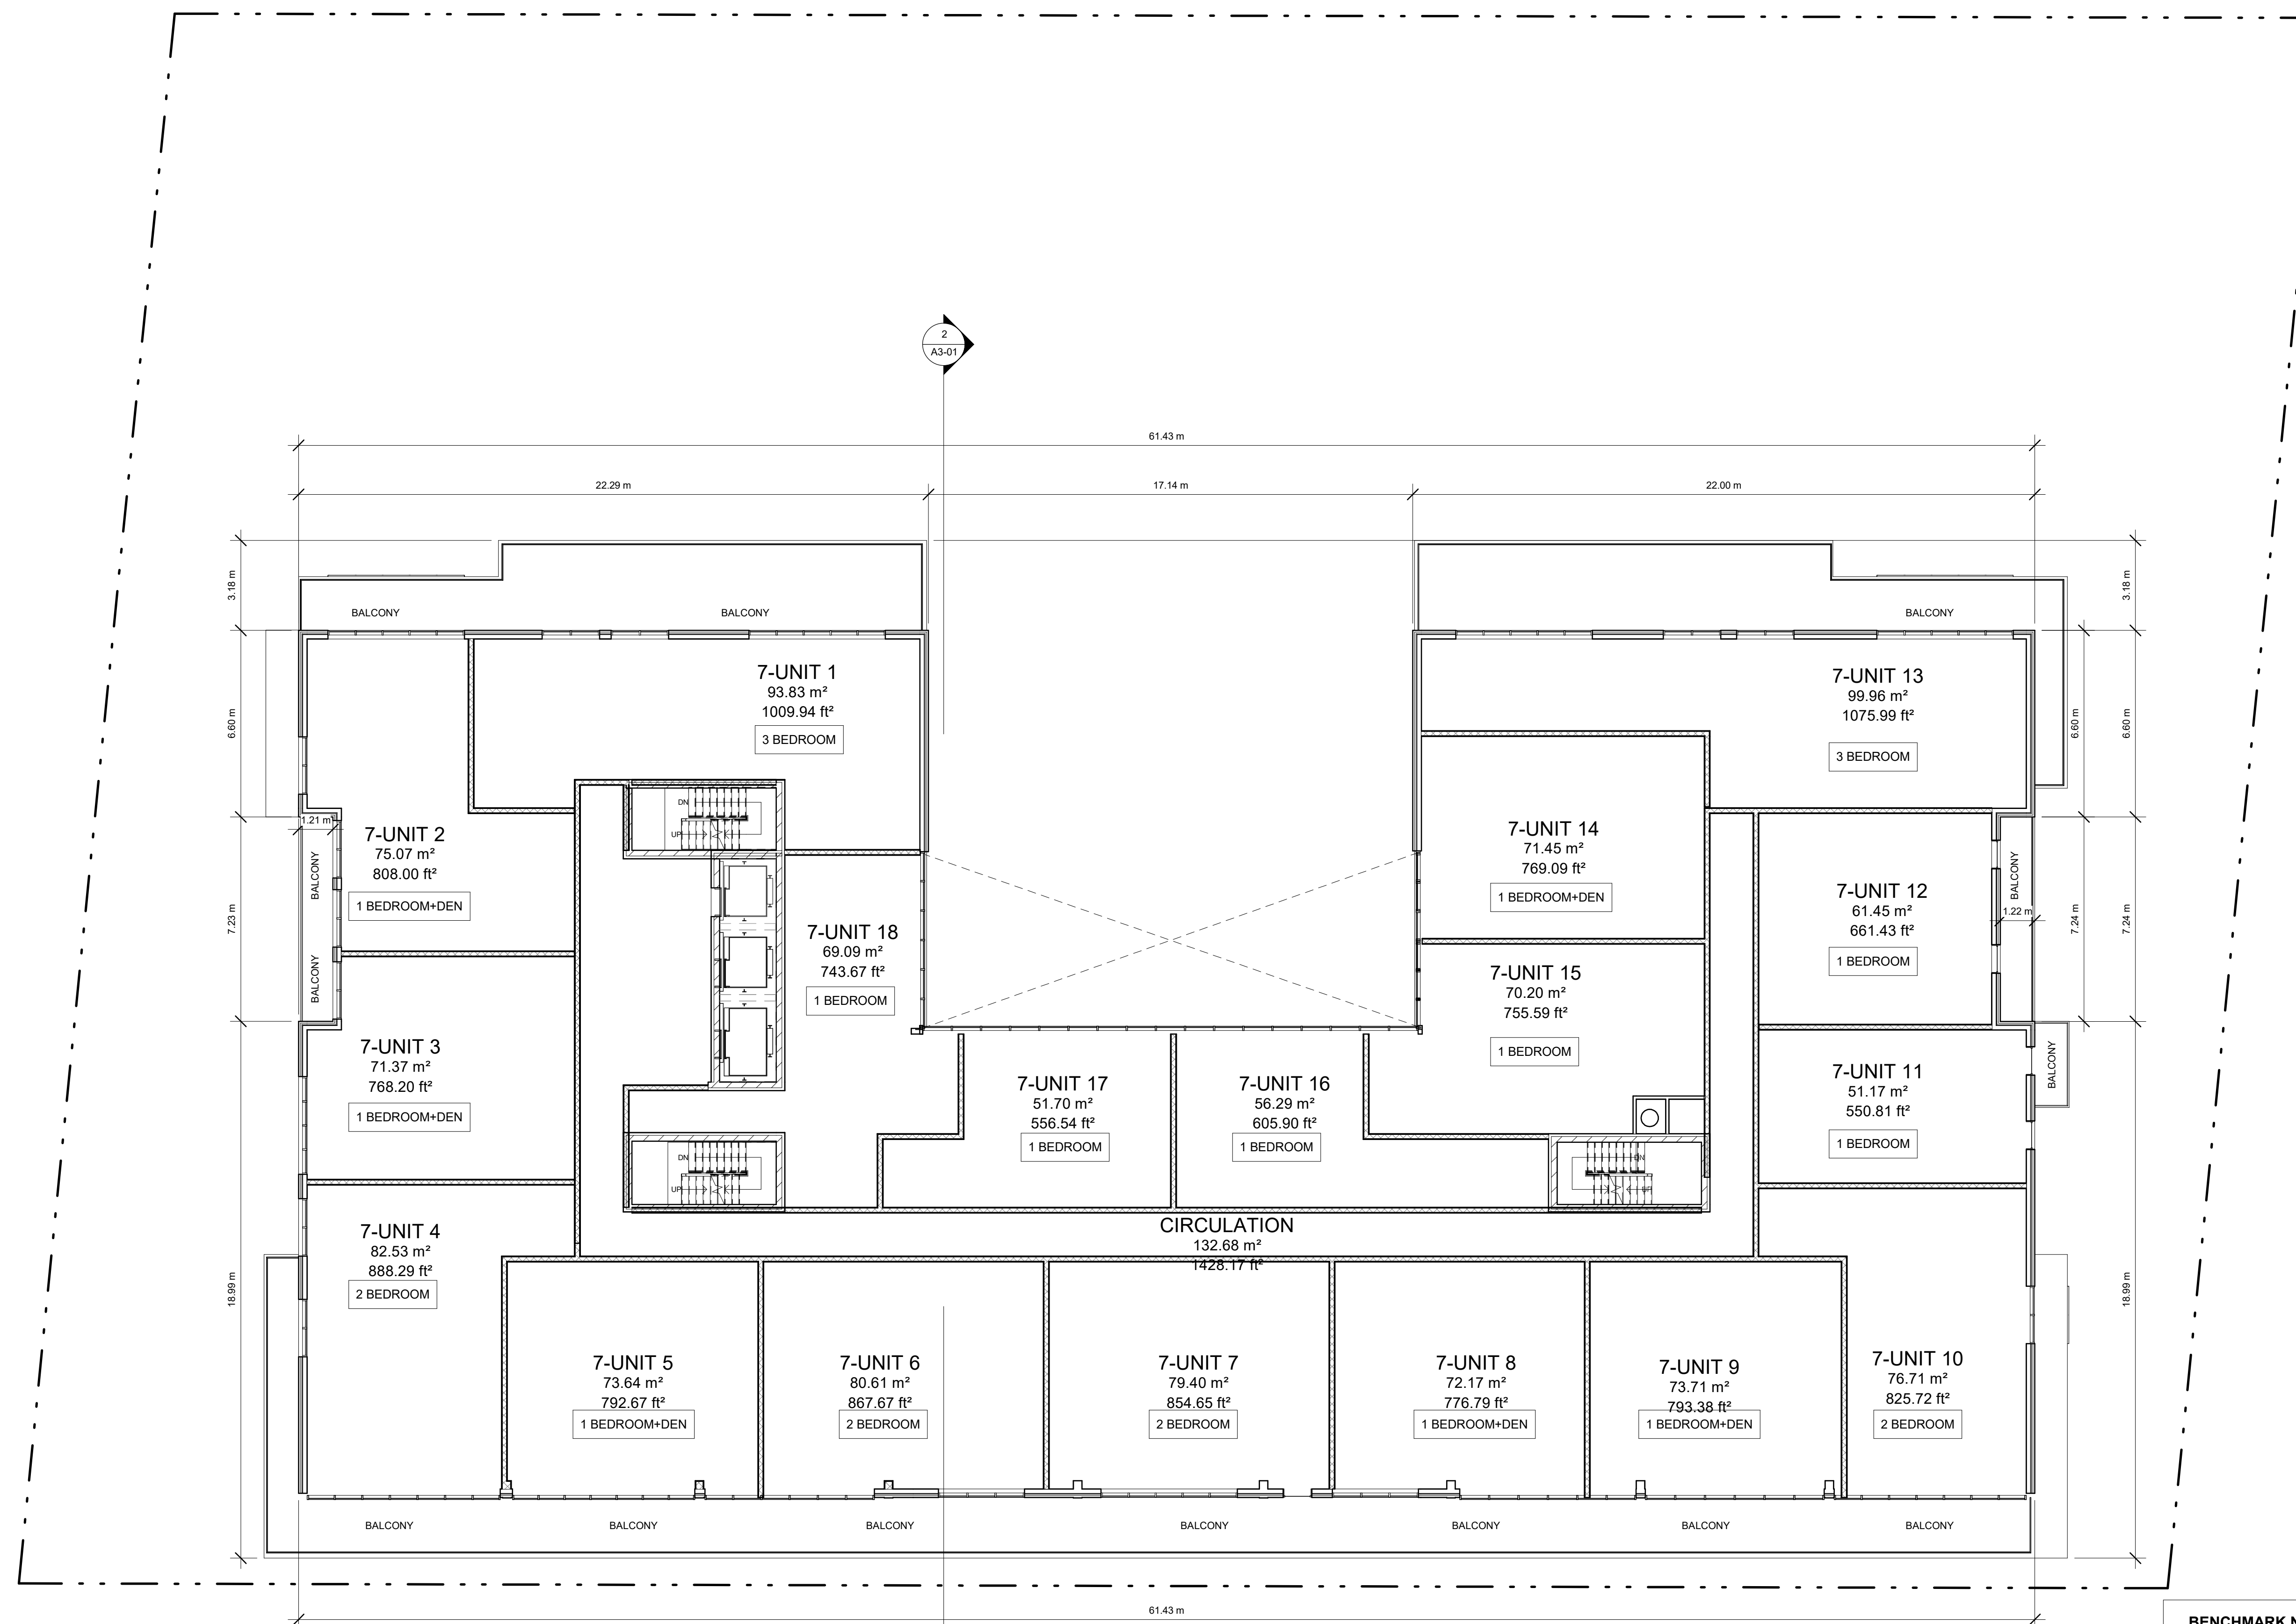 2
A3-01
61.43 m
22.29 m
17.14 m
22.00 m
3.18 m
3.18 m
BALCONY
BALCONY
BALCONY
7-UNIT 1
93.83 m²
1009.94 ft²
3 BEDROOM
7-UNIT 13
99.96 m²
1075.99 ft²
3 BEDROOM
6.60 m
6.60 m
6.60 m
DN
UP
1.21 m
7-UNIT 2
75.07 m²
808.00 ft²
1 BEDROOM+DEN
BALCONY
7-UNIT 14
71.45 m²
769.09 ft²
1 BEDROOM+DEN
7-UNIT 12
61.45 m²
661.43 ft²
1 BEDROOM
BALCONY
1.22 m
7.23 m
7.24 m
7.24 m
7-UNIT 18
69.09 m²
743.67 ft²
1 BEDROOM
BALCONY
7-UNIT 15
70.20 m²
755.59 ft²
1 BEDROOM
7-UNIT 3
71.37 m²
768.20 ft²
1 BEDROOM+DEN
7-UNIT 17
51.70 m²
556.54 ft²
1 BEDROOM
7-UNIT 16
56.29 m²
605.90 ft²
1 BEDROOM
7-UNIT 11
51.17 m²
550.81 ft²
1 BEDROOM
BALCONY
DN
UP
DN
UP
7-UNIT 4
82.53 m²
888.29 ft²
2 BEDROOM
CIRCULATION
132.68 m²
1428.17 ft²
18.99 m
18.99 m
7-UNIT 5
73.64 m²
792.67 ft²
1 BEDROOM+DEN
7-UNIT 6
80.61 m²
867.67 ft²
2 BEDROOM
7-UNIT 7
79.40 m²
854.65 ft²
2 BEDROOM
7-UNIT 8
72.17 m²
776.79 ft²
1 BEDROOM+DEN
7-UNIT 9
73.71 m²
793.38 ft²
1 BEDROOM+DEN
7-UNIT 10
76.71 m²
825.72 ft²
2 BEDROOM
BALCONY
BALCONY
BALCONY
BALCONY
BALCONY
BALCONY
BALCONY
61.43 m
BENCHMARK